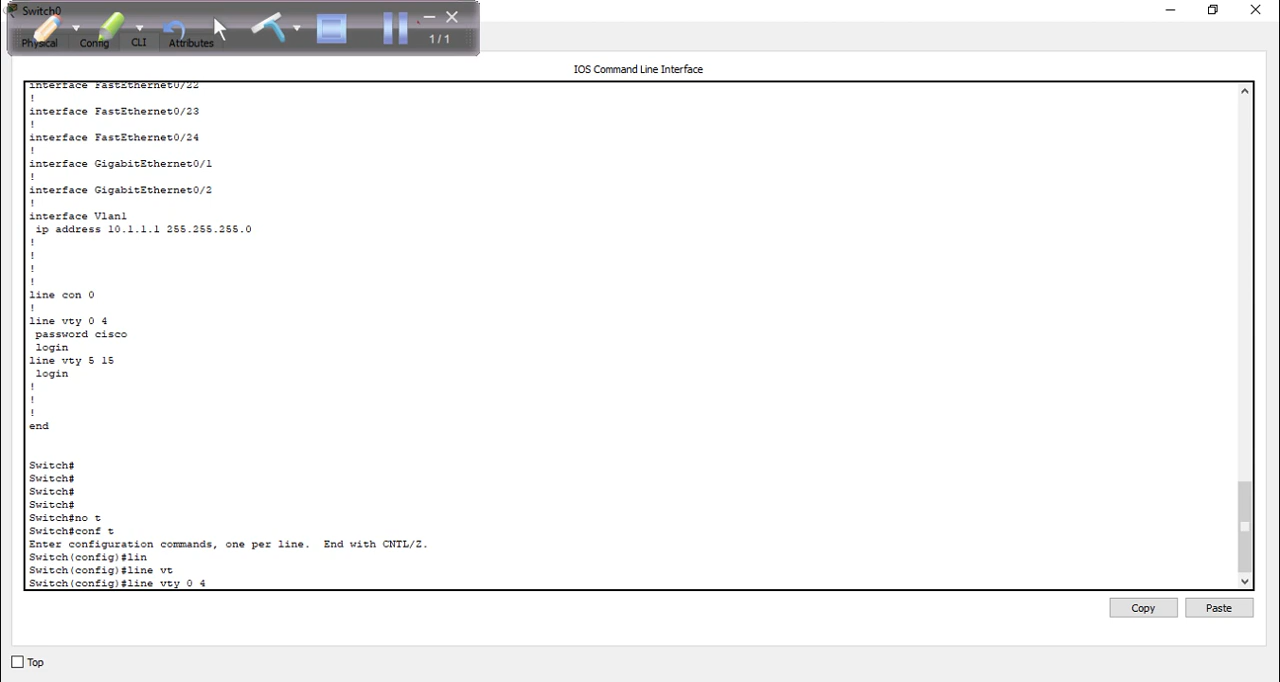 Switch0
1/1
Physical Config CLI Attributes
IOS Command Line Interface
interface FastEthernet0/22
!
interface FastEthernet0/23
!
interface FastEthernet0/24
!
interface GigabitEthernet0/1
!
interface GigabitEthernet0/2
!
interface Vlan1
ip address 10.1.1.1 255.255.255.0
!
!
!
!
line con 0
!
line vty 0 4
password cisco
login
line vty 5 15
login
!
!
!
end
Switch#
Switch#
Switch#
Switch#
Switch#no t
Switch#conf t
Enter configuration commands, one per line. End with CNTL/Z.
Switch(config)#lin
Switch(config)#line vt
Switch(config)#line vty 0 4
Copy Paste
Top